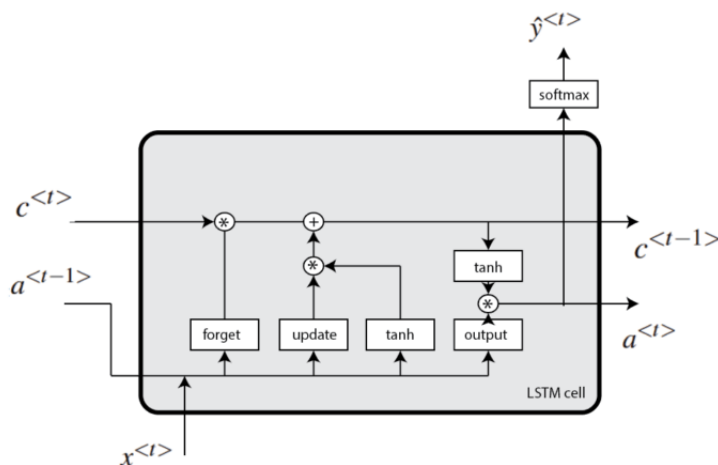 ŷ<t>
softmax
c<t>
c<t-1>
* +
a<t-1>
* tanh
*
a<t>
forget update tanh output
LSTM cell
x<t>